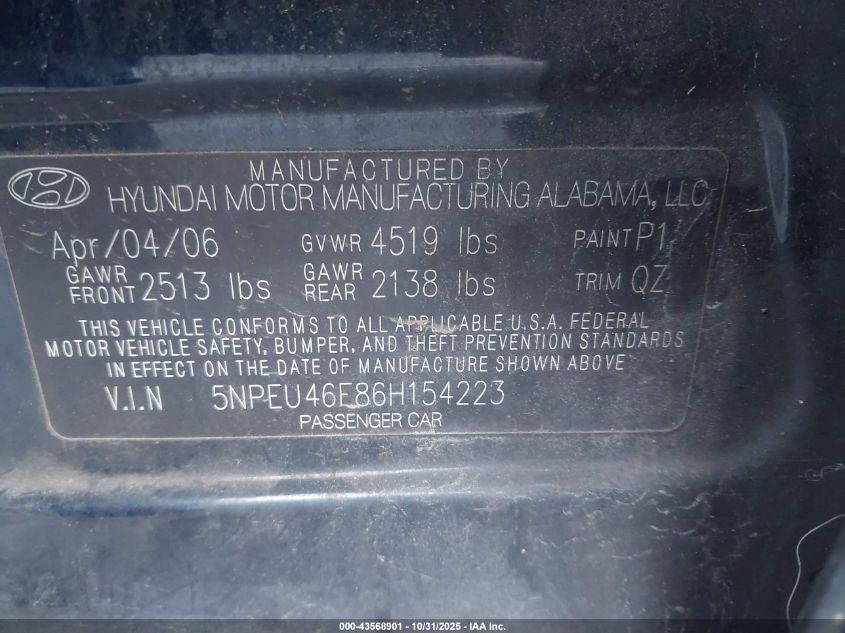 MANUFACTURED BY
HYUNDAI MOTOR MANUFACTURING ALABAMA, LLC
Apr/04/06 GVWR 4519 lbs PAINT P1
GAWR FRONT 2513 lbs GAWR REAR 2138 lbs TRIM QZ
THIS VEHICLE CONFORMS TO ALL APPLICABLE U.S.A. FEDERAL
MOTOR VEHICLE SAFETY, BUMPER, AND THEFT PREVENTION STANDARDS
IN EFFECT ON THE DATE OF MANUFACTURE SHOWN ABOVE
V.I.N 5NPEU46F86H154223
PASSENGER CAR
000-43568901 - 10/31/2025 - IAA Inc.